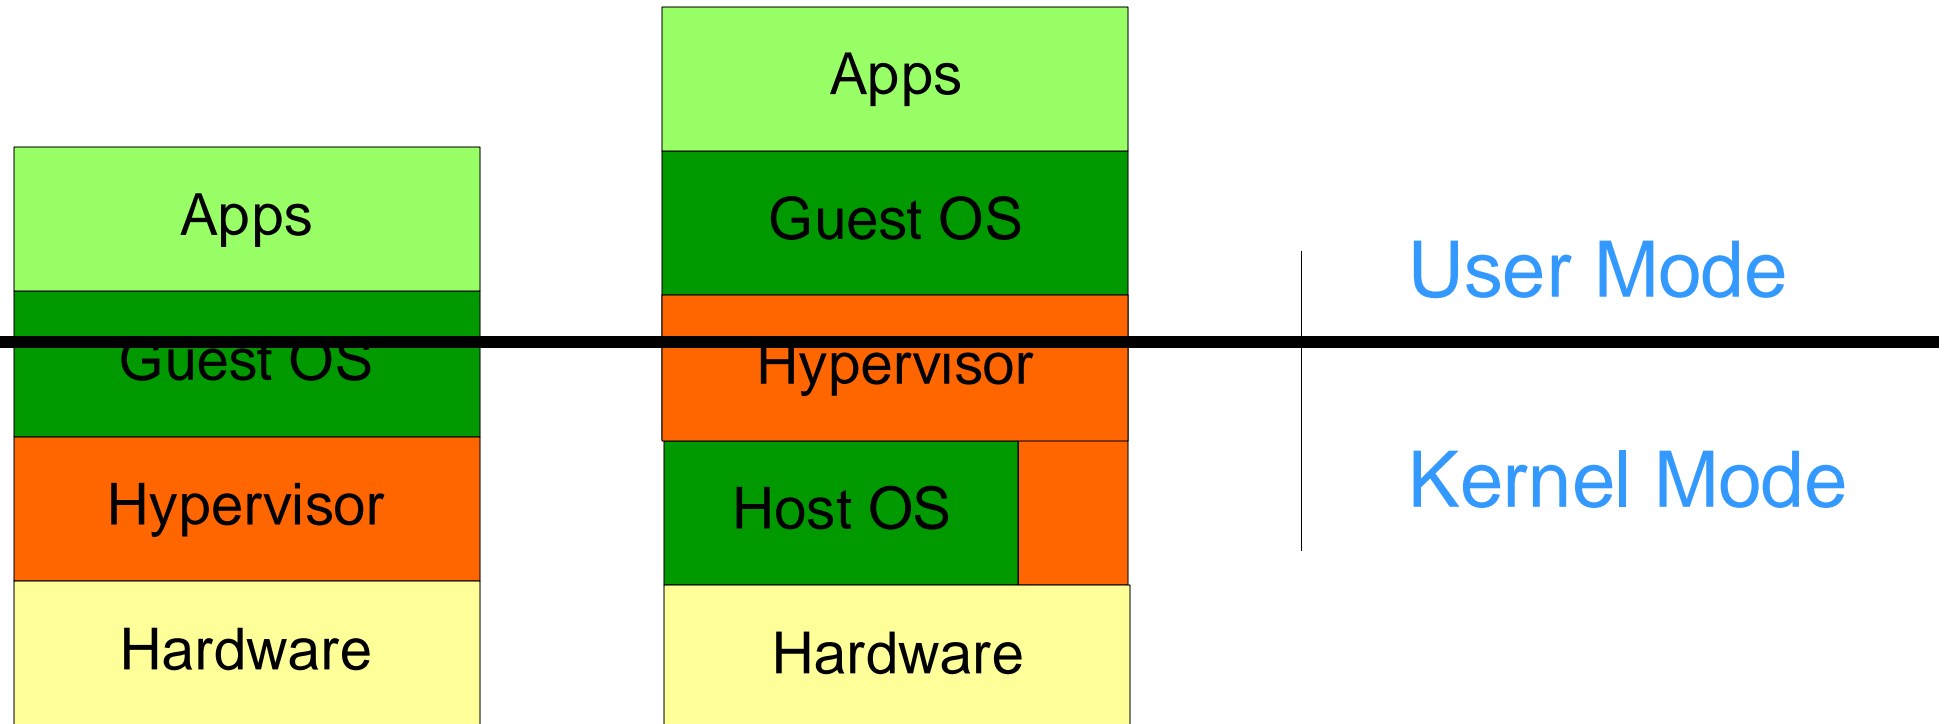 Apps
Guest OS
Hypervisor
Hardware
Apps
Guest OS
Hypervisor
Host OS
Hardware
User Mode
Kernel Mode